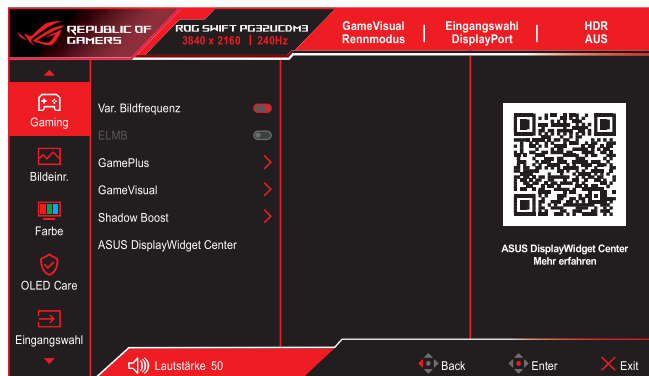 REPUBLIC OF
GAMERS
ROG SWIFT PG32UCDM3
3840 x 2160 | 240Hz
GameVisual
Rennmodus
Eingangswahl
DisplayPort
HDR
AUS
Gaming
Bildeinr.
Farbe
OLED Care
Eingangswahl
Var. Bildfrequenz
ELMB
GamePlus
GameVisual
Shadow Boost
ASUS DisplayWidget Center
ASUS DisplayWidget Center
Mehr erfahren
Lautstärke 50
Back
Enter
Exit